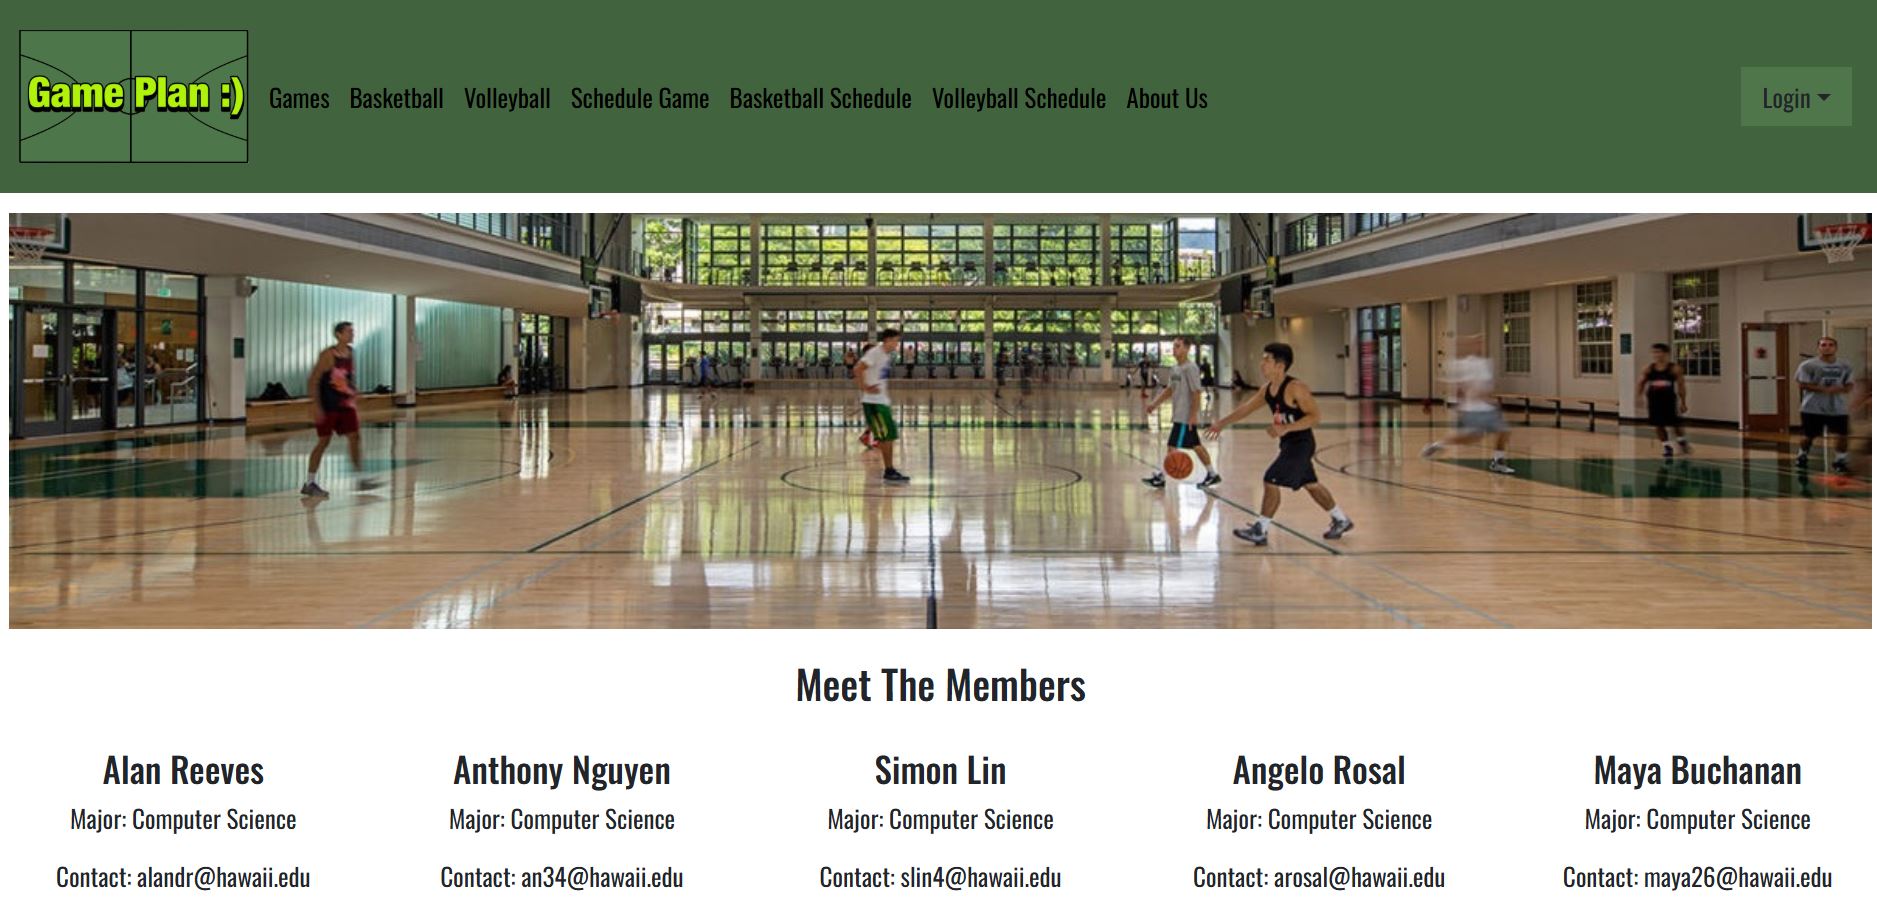 Game Plan :)
Games Basketball Volleyball Schedule Game Basketball Schedule Volleyball Schedule About Us
Login
Meet The Members
Alan Reeves
Major: Computer Science
Contact: alandr@hawaii.edu
Anthony Nguyen
Major: Computer Science
Contact: an34@hawaii.edu
Simon Lin
Major: Computer Science
Contact: slin4@hawaii.edu
Angelo Rosal
Major: Computer Science
Contact: arosal@hawaii.edu
Maya Buchanan
Major: Computer Science
Contact: maya26@hawaii.edu